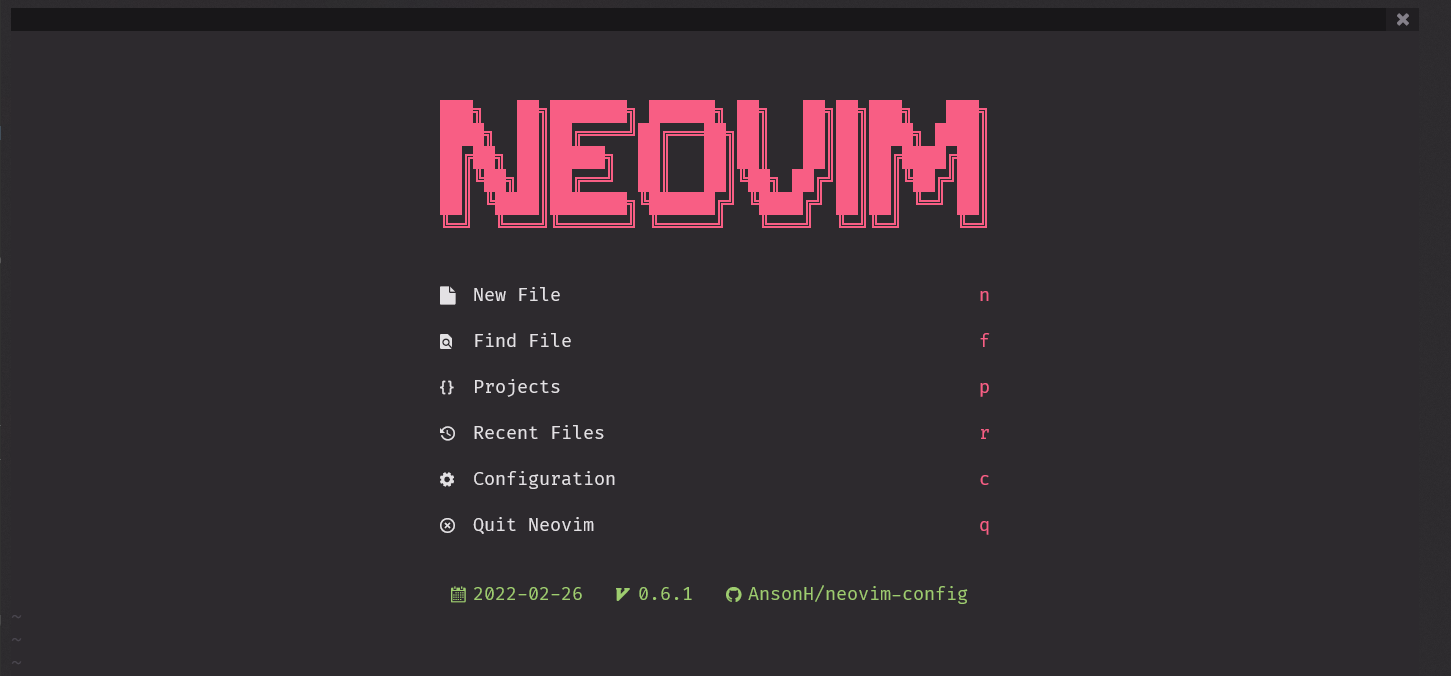 NEOVIM
New File n
Find File f
{} Projects p
Recent Files r
Configuration c
Quit Neovim q
2022-02-26 0.6.1 AnsonH/neovim-config
~
~
~